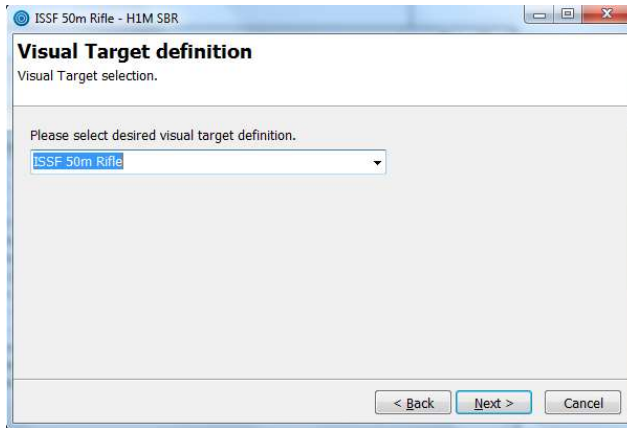 ISSF 50m Rifle - H1M SBR
Visual Target definition
Visual Target selection.
Please select desired visual target definition.
ISSF 50m Rifle
< Back Next > Cancel